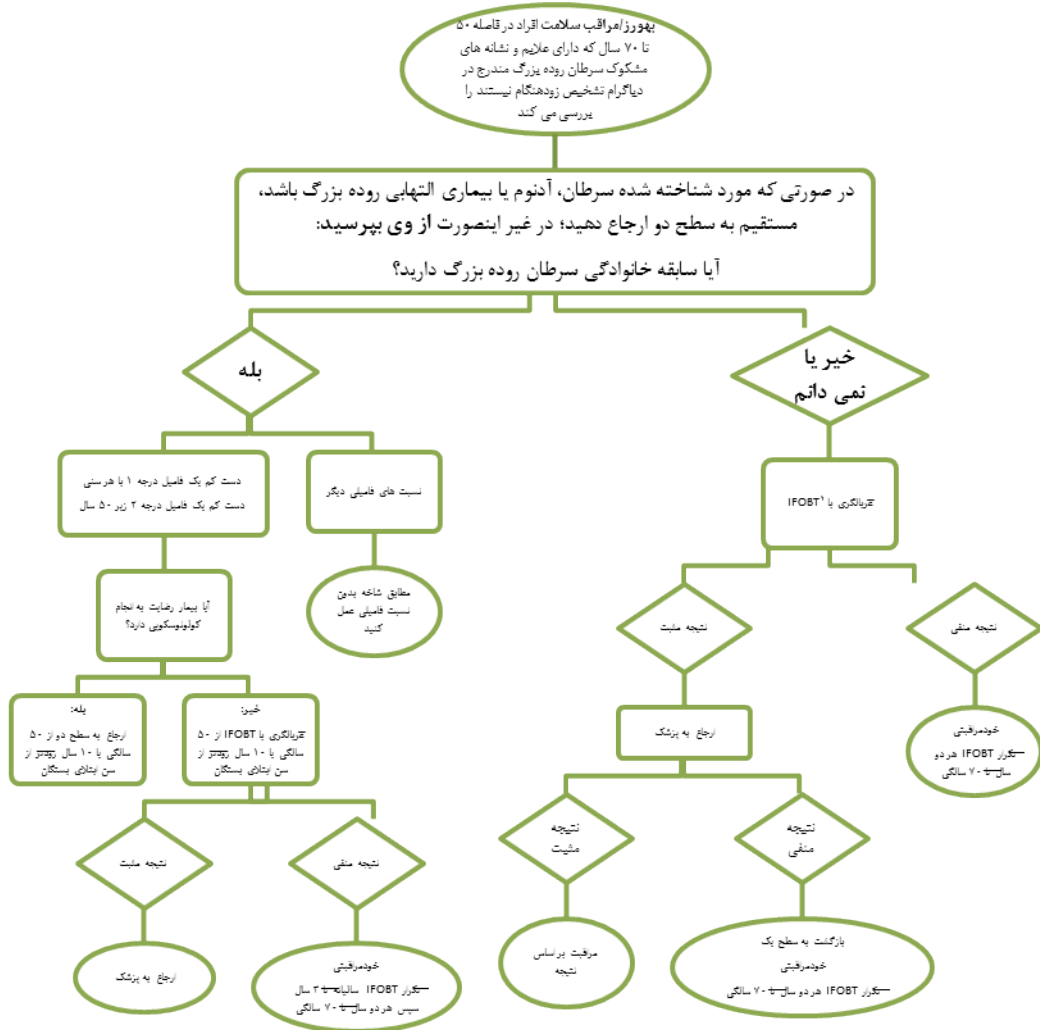 بهورز/مراقب سلامت افراد در فاصله ۵۰
تا ۷۰ سال که دارای علایم و نشانه های
مشکوک سرطان روده بزرگ مندرج در
دیاگرام تشخیص زودهنگام نیستند را
بررسی می کند
در صورتی که مورد شناخته شده سرطان، آدنوم یا بیماری التهابی روده بزرگ باشد،
مستقیم به سطح دو ارجاع دهید؛ در غیر اینصورت از وی بپرسید:
آیا سابقه خانوادگی سرطان روده بزرگ دارید؟
خیر یا
نمی دانم
بله
غربالگری با IFOBT¹
نتیجه منفی
خودمراقبتی
تکرار IFOBT هر دو
سال تا ۷۰ سالگی
نتیجه مثبت
ارجاع به پزشک
نتیجه
منفی
بازگشت به سطح یک
خودمراقبتی
تکرار IFOBT هر دو سال تا ۷۰ سالگی
نتیجه
مثبت
مراقبت بر اساس
نتیجه
نسبت های فامیلی دیگر
مطابق شاخه بدون
نسبت فامیلی عمل
کنید
دست کم یک فامیل درجه ۱ با هر سنی
دست کم یک فامیل درجه ۲ زیر ۵۰ سال
آیا بیمار رضایت به انجام
کولونوسکوپی دارد؟
خیر:
غربالگری با IFOBT از ۵۰
سالگی یا ۱۰ سال زودتر از
سن ابتلای بستگان
بله:
ارجاع به سطح دو از ۵۰
سالگی یا ۱۰ سال زودتر از
سن ابتلای بستگان
نتیجه منفی
خودمراقبتی
تکرار IFOBT سالیانه تا ۳ سال
سپس هر دو سال تا ۷۰ سالگی
نتیجه مثبت
ارجاع به پزشک